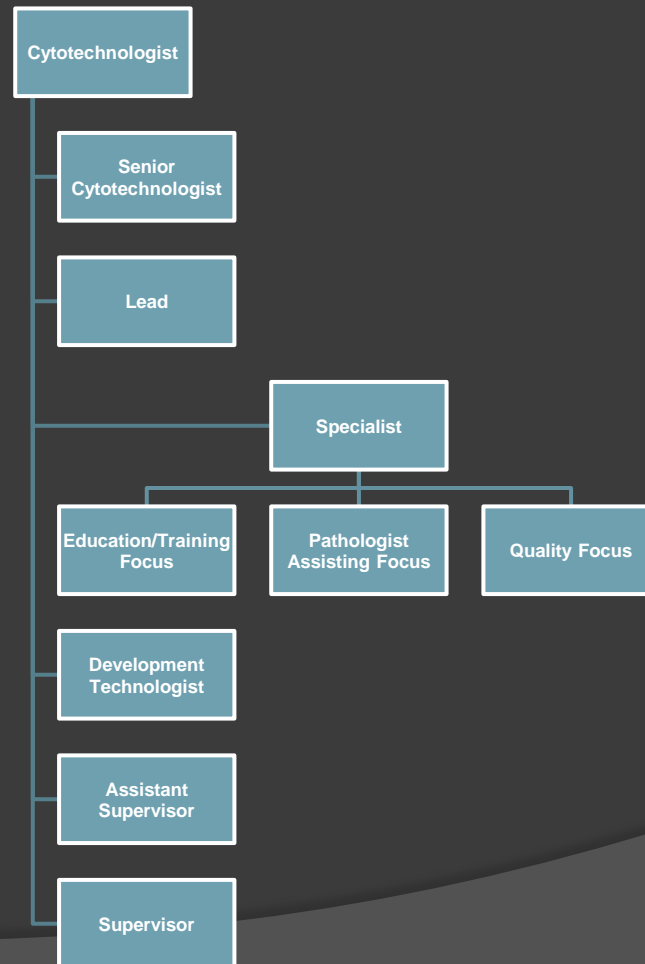 Cytotechnologist
Senior
Cytotechnologist
Lead
Specialist
Education/Training
Focus
Pathologist
Assisting Focus
Quality Focus
Development
Technologist
Assistant
Supervisor
Supervisor